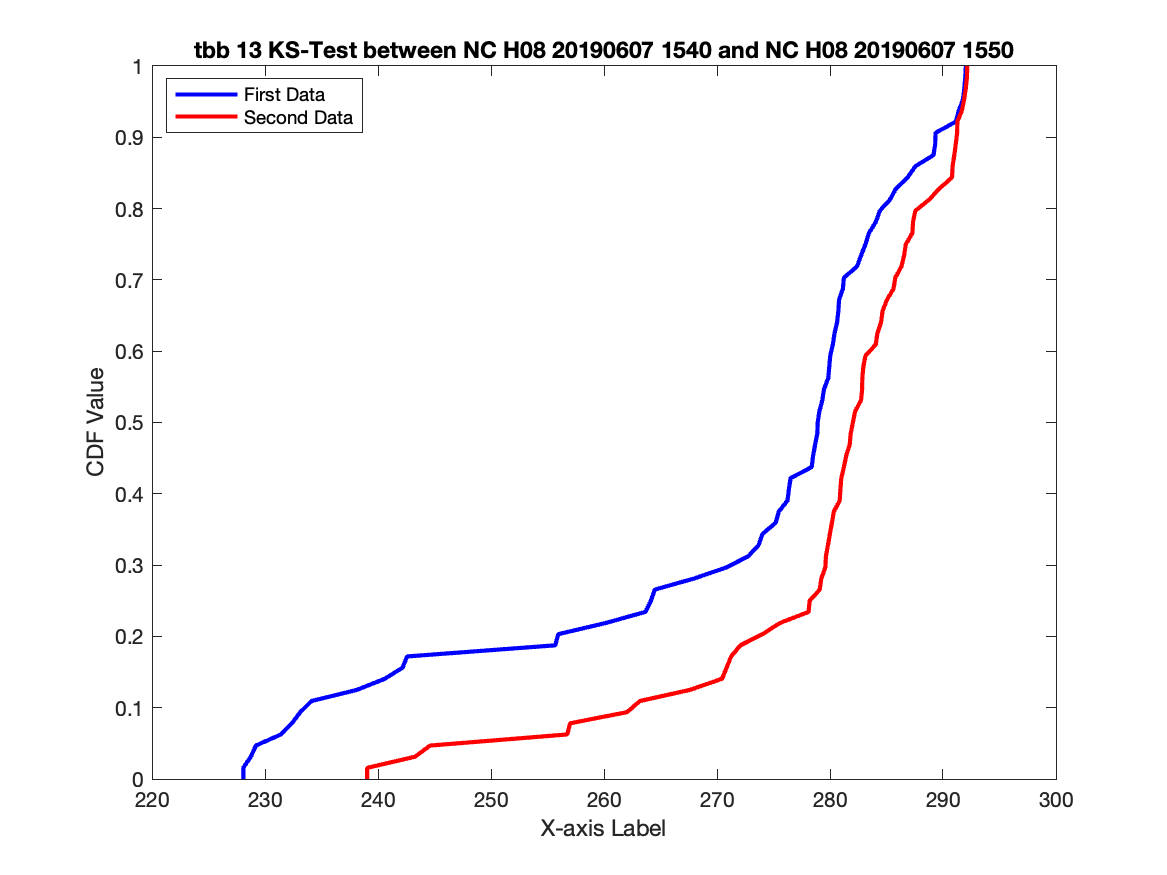 tbb 13 KS-Test between NC H08 20190607 1540 and NC H08 20190607 1550
First Data
Second Data
1
0.9
0.8
0.7
0.6
0.5
0.4
0.3
0.2
0.1
0
CDF Value
220 230 240 250 260 270 280 290 300
X-axis Label